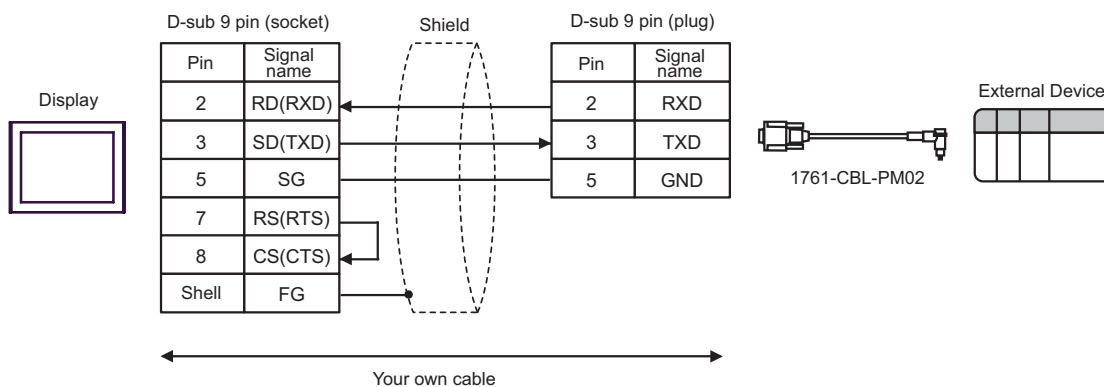 D-sub 9 pin (socket)
Shield
D-sub 9 pin (plug)
Pin
Signal name
Pin
Signal name
Display
External Device
2
RD(RXD)
2
RXD
3
SD(TXD)
3
TXD
5
SG
5
GND
1761-CBL-PM02
7
RS(RTS)
8
CS(CTS)
Shell
FG
Your own cable